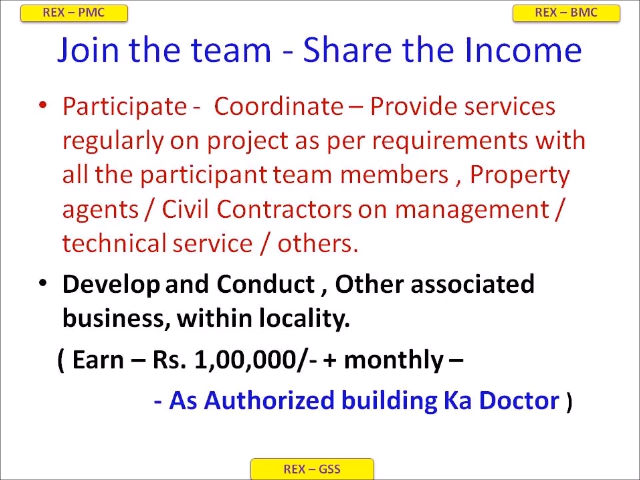 REX – PMC
REX – BMC
Join the team - Share the Income
• Participate - Coordinate – Provide services
regularly on project as per requirements with
all the participant team members , Property
agents / Civil Contractors on management /
technical service / others.
• Develop and Conduct , Other associated
business, within locality.
( Earn – Rs. 1,00,000/- + monthly –
- As Authorized building Ka Doctor )
REX – GSS